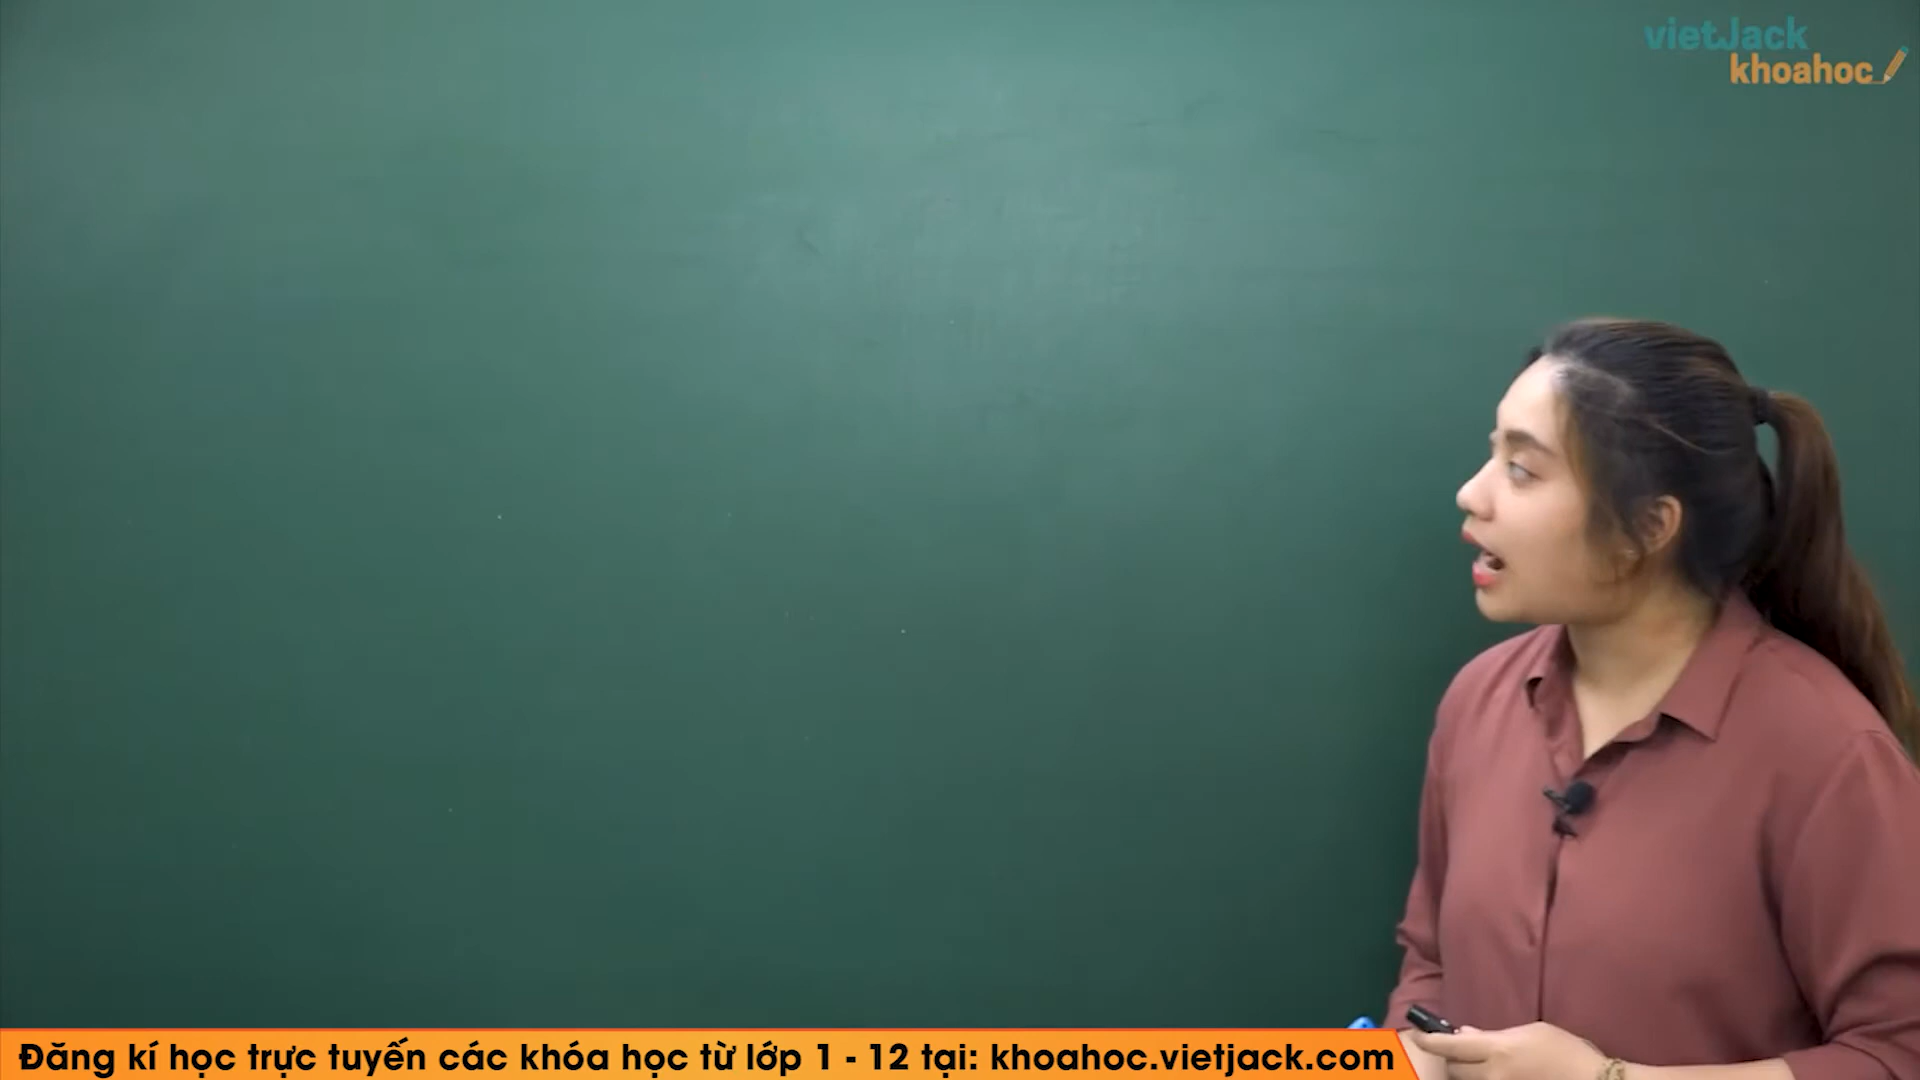 vietJack
khoahoc
Đăng kí học trực tuyến các khóa học từ lớp 1 - 12 tại: khoahoc.vietjack.com